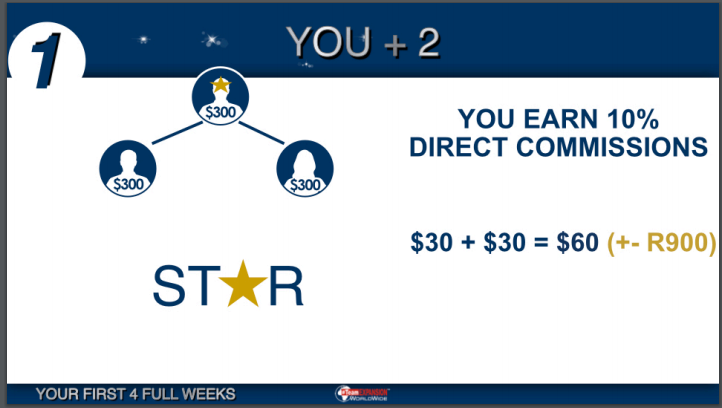 1
YOU + 2
$300
$300
$300
YOU EARN 10%
DIRECT COMMISSIONS
$30 + $30 = $60 (+- R900)
ST★R
YOUR FIRST 4 FULL WEEKS
WORLDWIDE